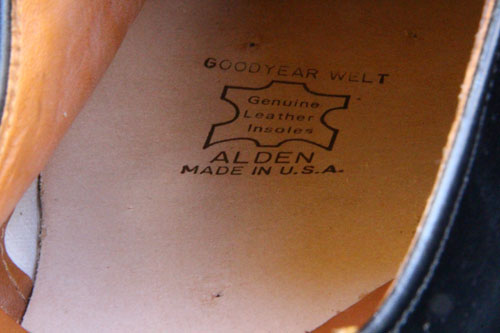 GOODYEAR WELT
Genuine
Leather
Insoles
ALDEN
MADE IN U.S.A.